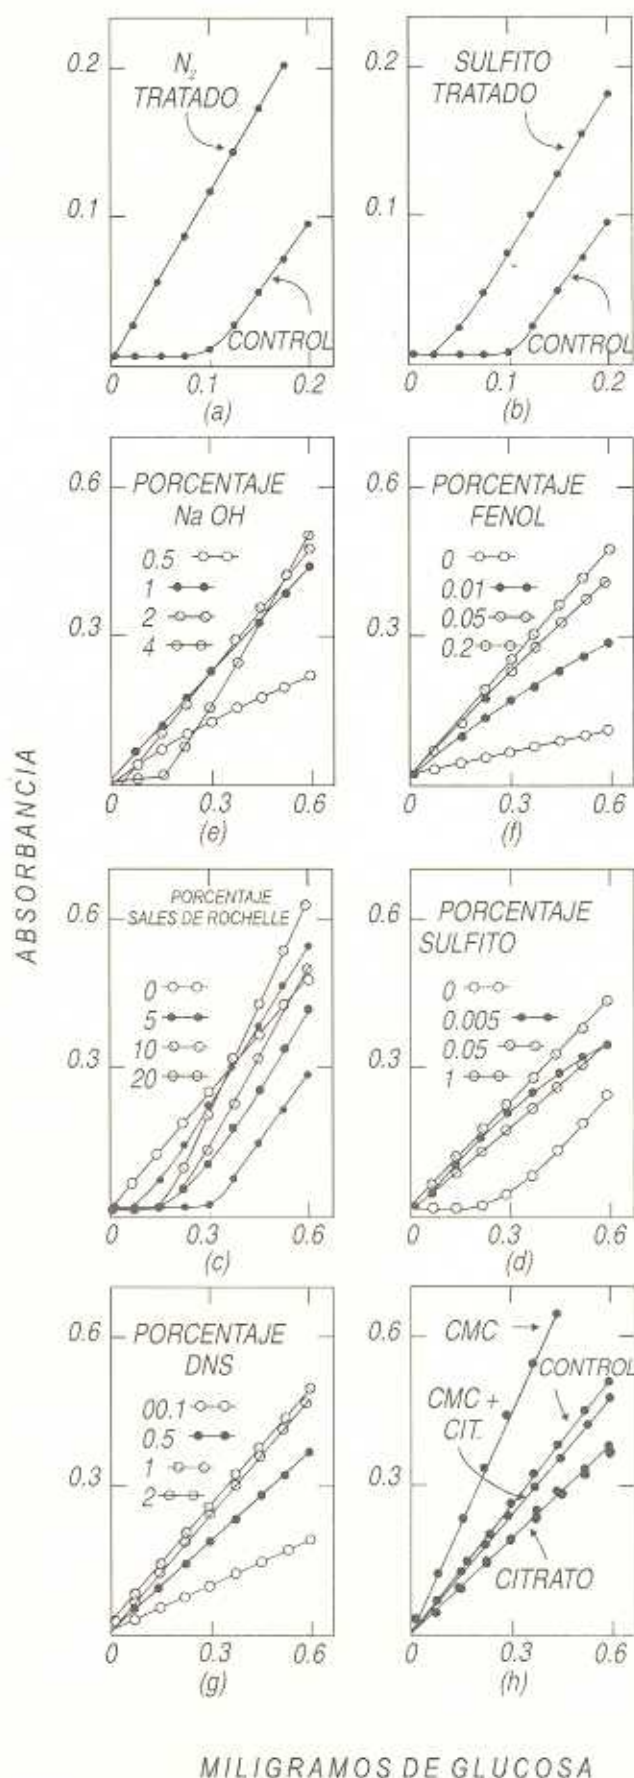 0.2
0.1
N₂
TRATADO
CONTROL
0 0.1 0.2
(a)
0.2
0.1
SULFITO
TRATADO
CONTROL
0 0.1 0.2
(b)
0.6
0.3
PORCENTAJE
Na OH
0.5
1
2
4
0.3 0.6
0
(e)
0.6
0.3
PORCENTAJE
FENOL
0
0.01
0.05
0.2
0 0.3 0.6
(f)
ABSORBANCIA
0.6
0.3
PORCENTAJE
SALES DE ROCHELLE
0
5
10
20
0 0.3 0.6
(c)
0.6
0.3
PORCENTAJE
SULFITO
0
0.005
0.05
1
0 0.3 0.6
(d)
0.6
0.3
PORCENTAJE
DNS
00.1
0.5
1
2
0 0.3 0.6
(g)
0.6
0.3
CMC
CONTROL
CMC +
CIT.
CITRATO
0 0.3 0.6
(h)
MILIGRAMOS DE GLUCOSA